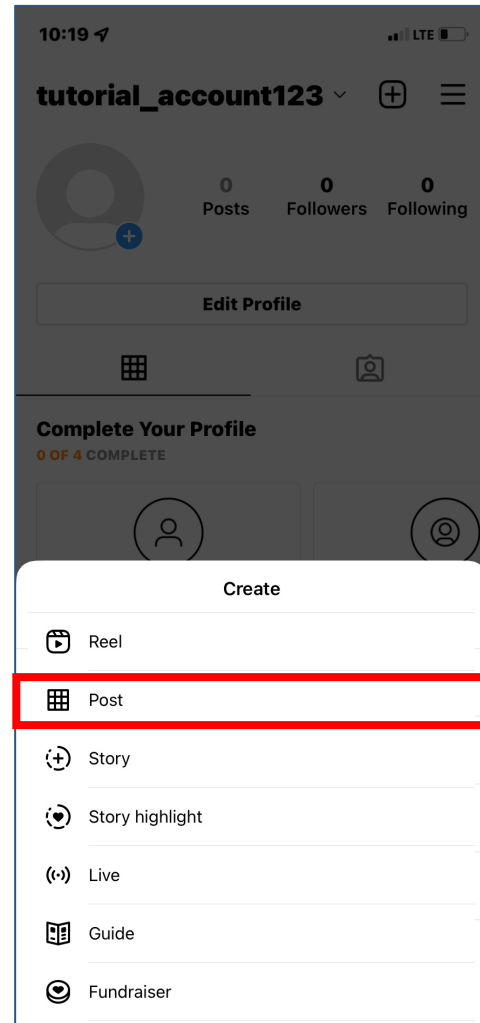 10:19 LTE
tutorial_account123
0 0 0
Posts Followers Following
Edit Profile
Complete Your Profile
0 OF 4 COMPLETE
Create
Reel
Post
Story
Story highlight
Live
Guide
Fundraiser